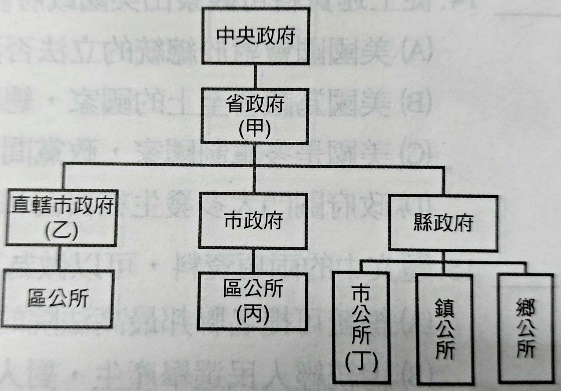 中央政府
省政府
(甲)
直轄市政府
(乙)
市政府
縣政府
區公所
區公所
(丙)
市公所(丁)
鎮公所
鄉公所